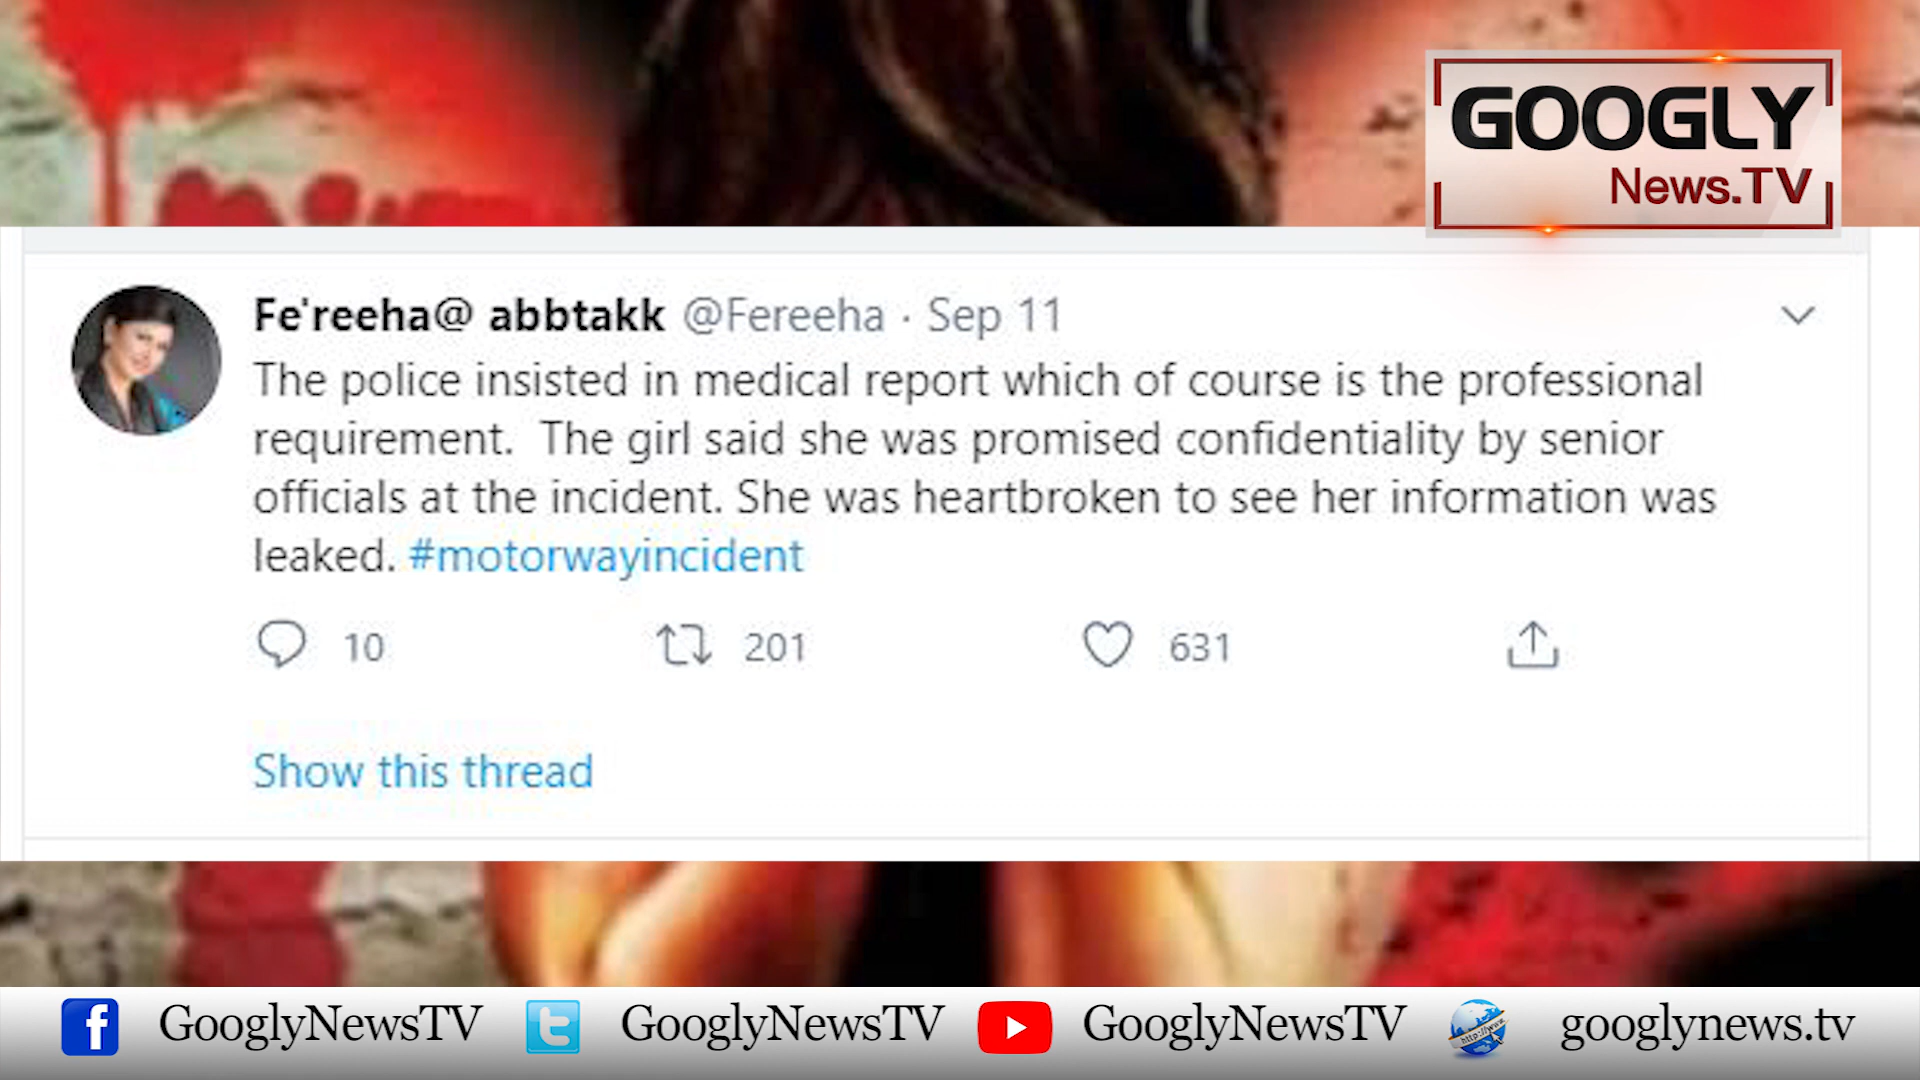 GOOGLY
News.TV
Fe'reeha@ abbtakk @Fereeha · Sep 11
The police insisted in medical report which of course is the professional
requirement. The girl said she was promised confidentiality by senior
officials at the incident. She was heartbroken to see her information was
leaked. #motorwayincident
10 201 631
Show this thread
GooglyNewsTV GooglyNewsTV GooglyNewsTV googlynews.tv